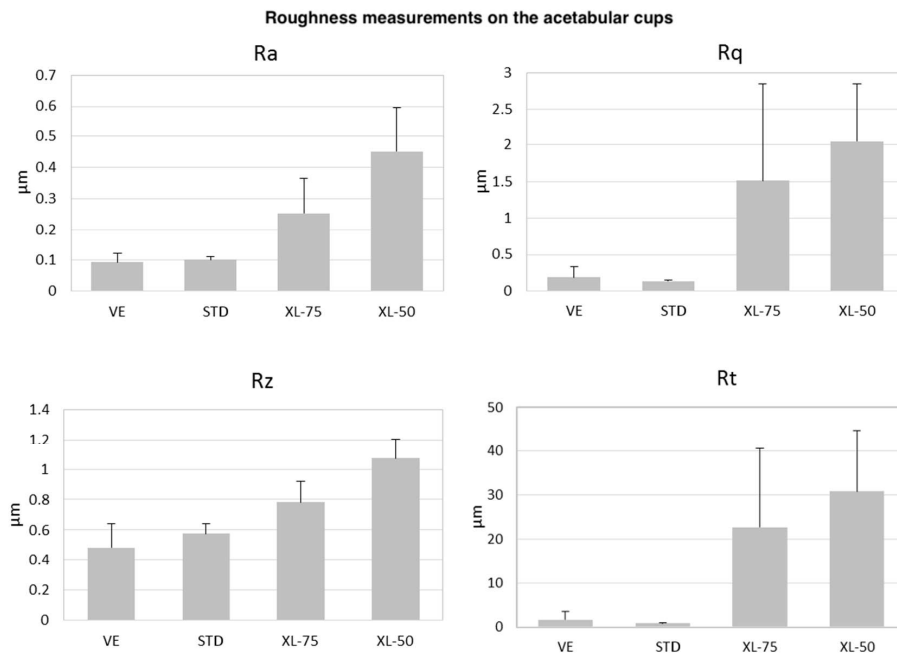 Roughness measurements on the acetabular cups
Ra
0.7
0.6
0.5
0.4
0.3
0.2
0.1
0
µm
VE STD XL-75 XL-50
Rq
3
2.5
2
1.5
1
0.5
0
µm
VE STD XL-75 XL-50
Rz
1.4
1.2
1
0.8
0.6
0.4
0.2
0
µm
VE STD XL-75 XL-50
Rt
50
40
30
20
10
0
µm
VE STD XL-75 XL-50